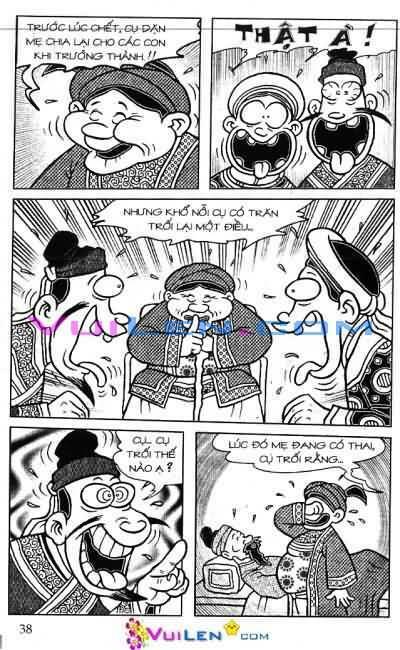 TRƯỚC LÚC CHẾT, CỤ DẶN
MẸ CHIA LẠI CHO CÁC CON
KHI TRƯỞNG THÀNH !!
THẬT À !
NHƯNG KHỔ NỖI CỤ CÓ TRĂN
TRỐI LẠI MỘT ĐIỀU...
VUILEN.COM
CỤ... CỤ
TRỐI THẾ
NÀO Ạ ?
LÚC ĐÓ MẸ ĐANG CÓ THAI,
CỤ TRỐI RẰNG...
38
VUILEN.COM